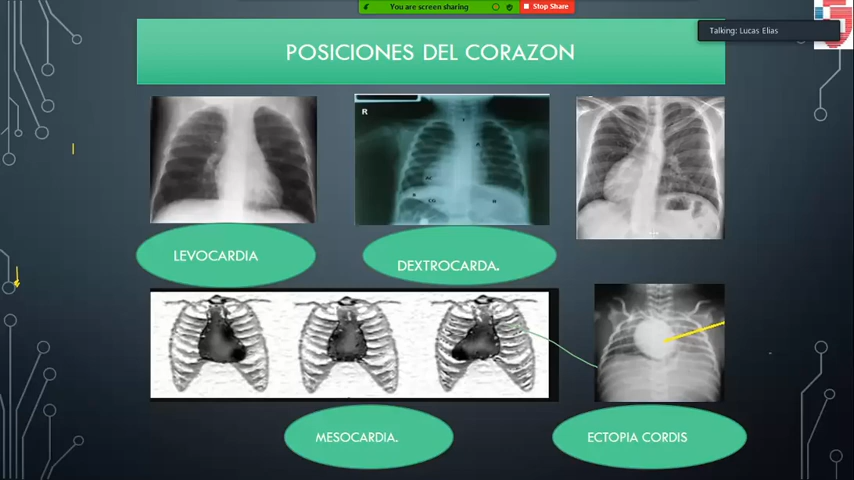 You are screen sharing
Stop Share
Talking: Lucas Elias
POSICIONES DEL CORAZON
R
LEVOCARDIA
DEXTROCARDA.
MESOCARDIA.
ECTOPIA CORDIS